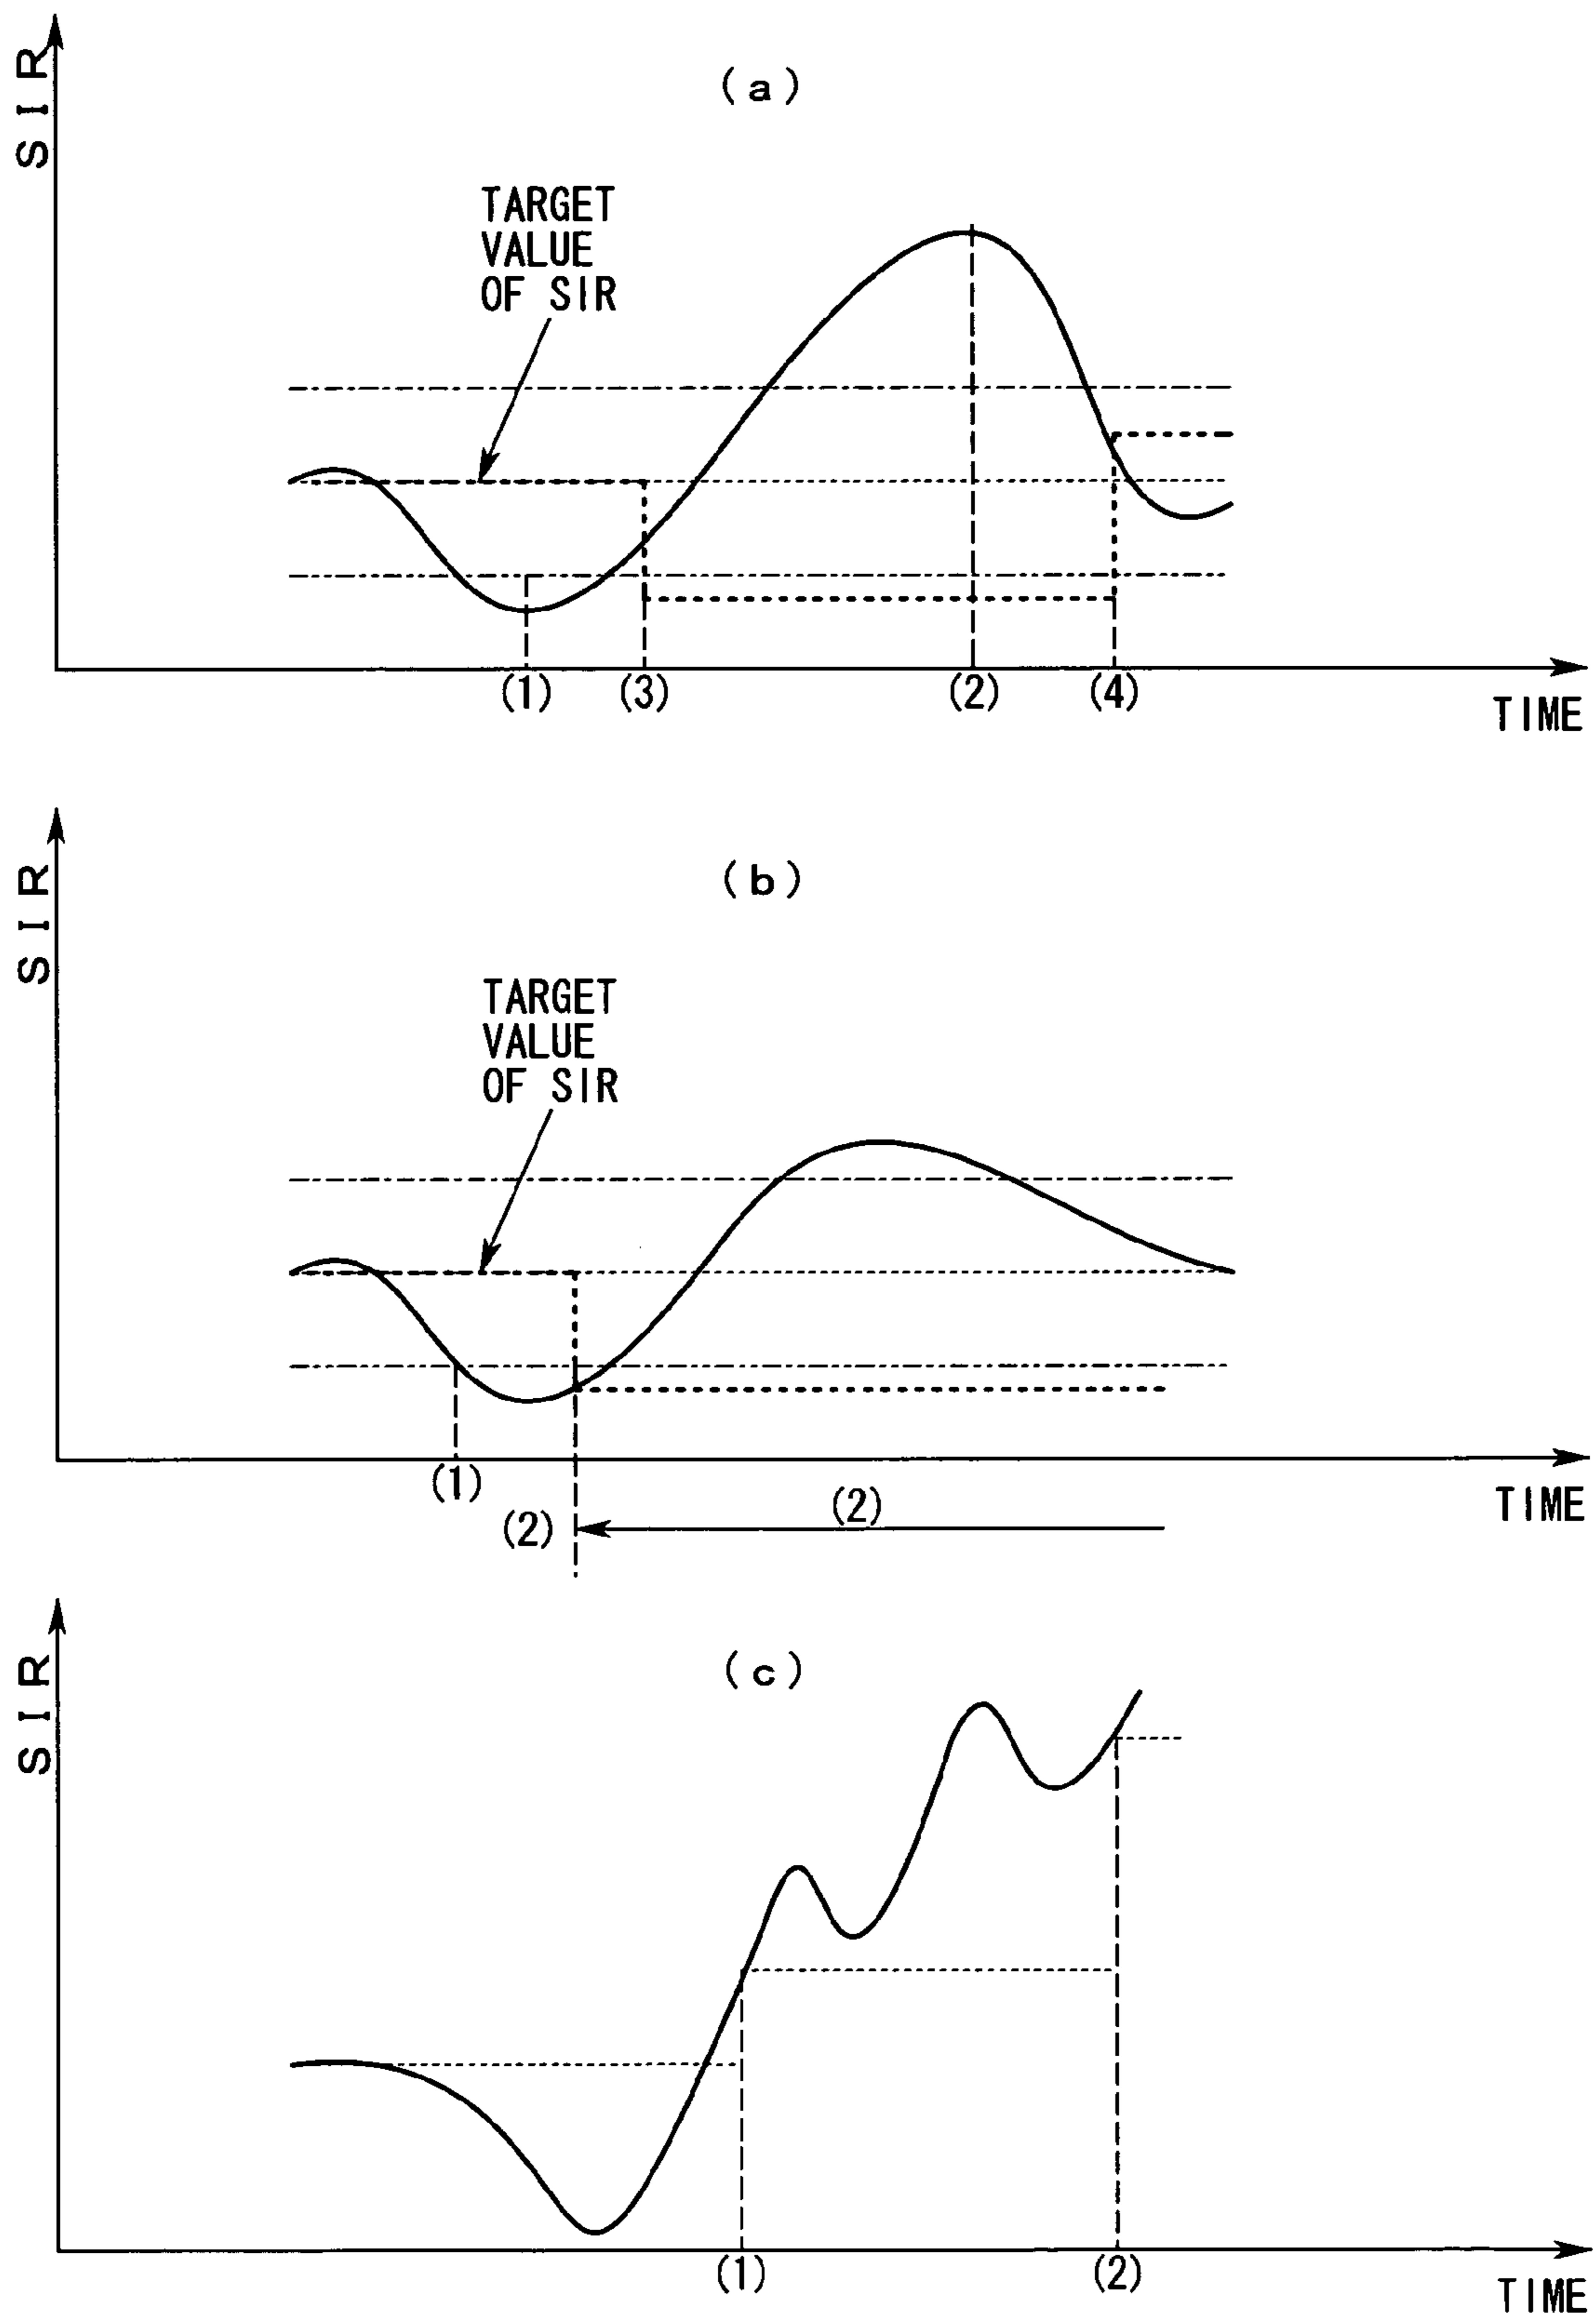 (a)
SIR
TARGET
VALUE
OF SIR
(1) (3) (2) (4)
TIME
(b)
SIR
TARGET
VALUE
OF SIR
(1)
TIME
(2) (2)
(c)
SIR
(1) (2)
TIME